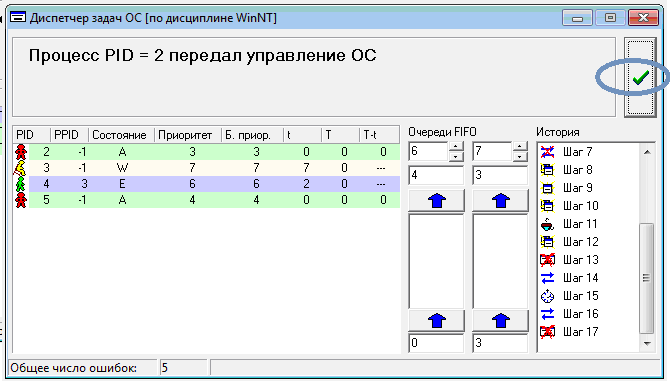 Диспетчер задач ОС [по дисциплине WinNT]
Процесс PID = 2 передал управление ОС
PID PPID Состояние Приоритет Б. приор. t T T-t
2 -1 A 3 3 0 0 0
3 -1 W 7 7 7 0 ---
4 3 E 6 6 2 0 ---
5 -1 A 4 4 0 0 0
Очереди FIFO
6 7
4 3
0 3
История
Шаг 7
Шаг 8
Шаг 9
Шаг 10
Шаг 11
Шаг 12
Шаг 13
Шаг 14
Шаг 15
Шаг 16
Шаг 17
Общее число ошибок: 5